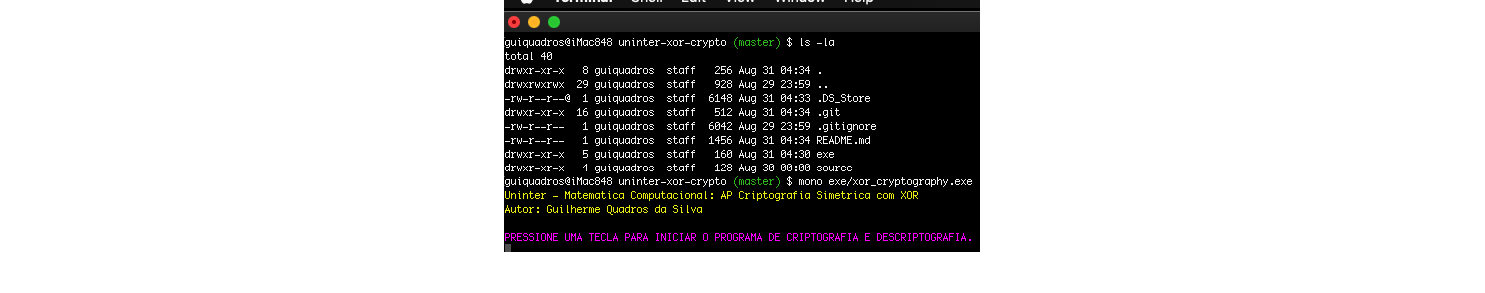 Terminal Shell Edit View Window Help
guiquadros@iMac848 uninter-xor-crypto (master) $ ls -la
total 40
drwxr-xr-x 8 guiquadros staff 256 Aug 31 04:34 .
drwxrwxrwx 29 guiquadros staff 928 Aug 29 23:59 ..
-rw-r--r--@ 1 guiquadros staff 6148 Aug 31 04:33 .DS_Store
drwxr-xr-x 16 guiquadros staff 512 Aug 31 04:34 .git
-rw-r--r-- 1 guiquadros staff 6042 Aug 29 23:59 .gitignore
-rw-r--r-- 1 guiquadros staff 1456 Aug 31 04:34 README.md
drwxr-xr-x 5 guiquadros staff 160 Aug 31 04:30 exe
drwxr-xr-x 4 guiquadros staff 128 Aug 30 00:00 source
guiquadros@iMac848 uninter-xor-crypto (master) $ mono exe/xor_cryptography.exe
Uninter - Matematica Computacional: AP Criptografia Simetrica com XOR
Autor: Guilherme Quadros da Silva
PRESSIONE UMA TECLA PARA INICIAR O PROGRAMA DE CRIPTOGRAFIA E DESCRIPTOGRAFIA.